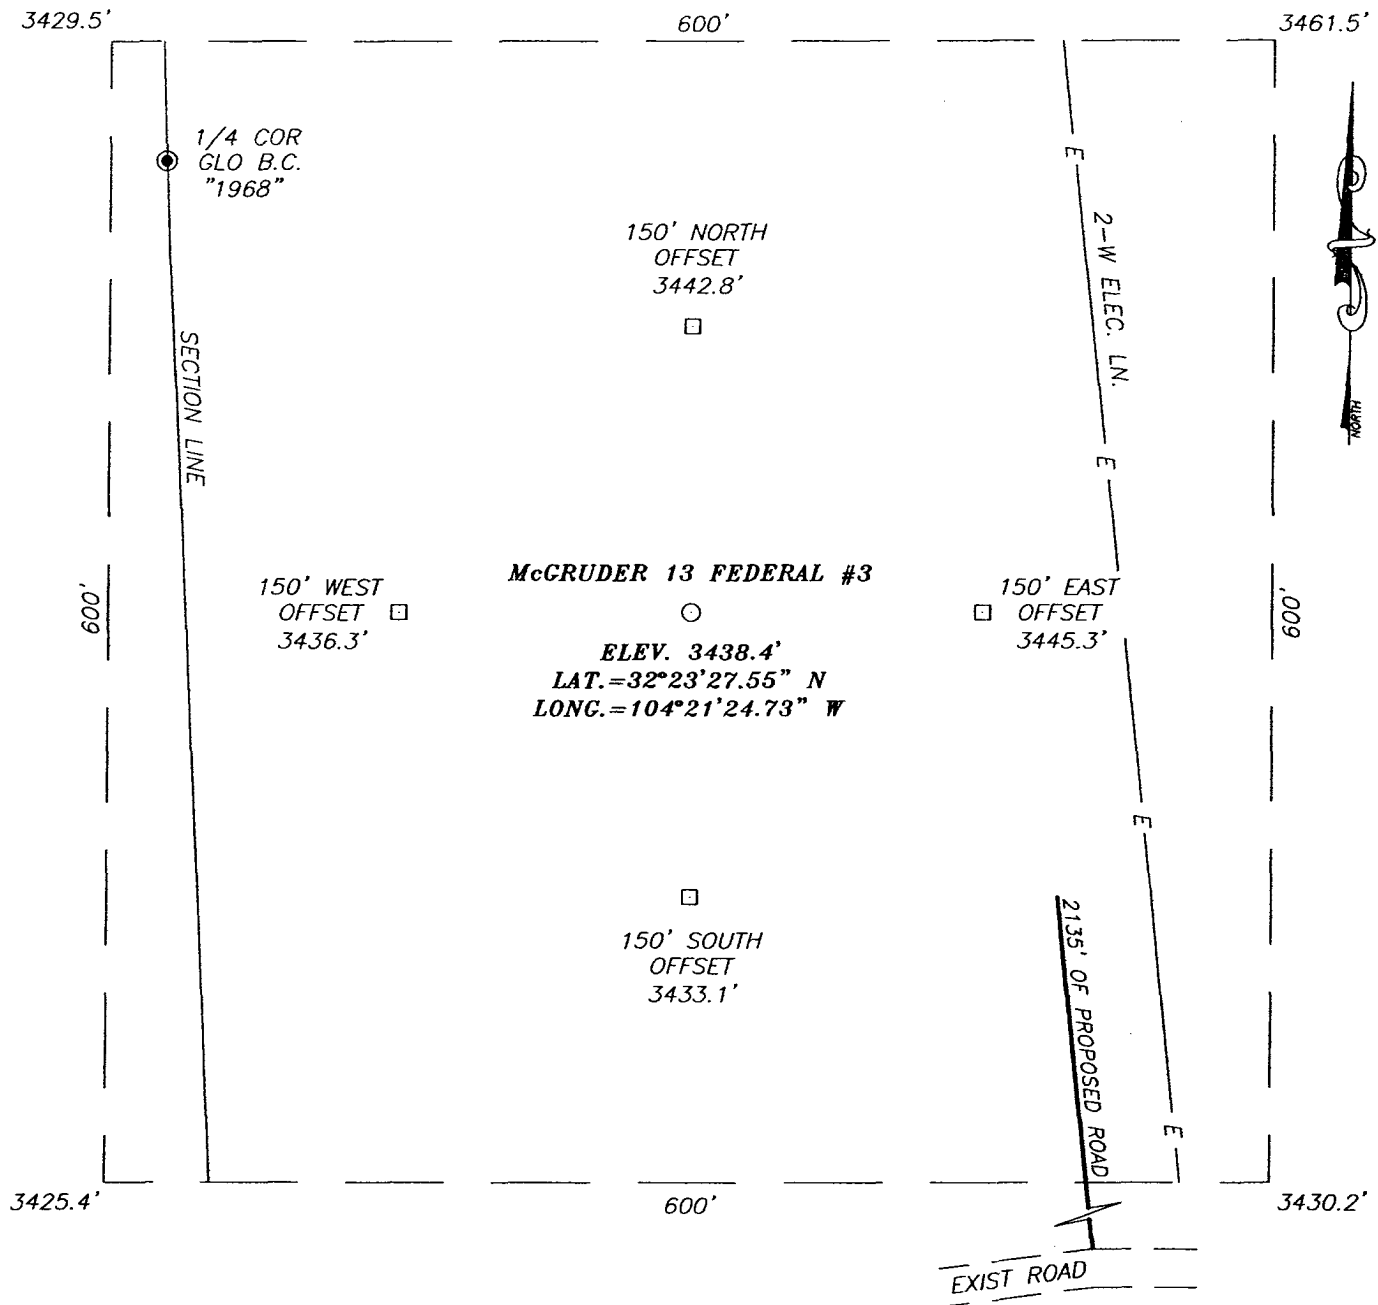 3429.5'
600'
3461.5'
1/4 COR
GLO B.C.
"1968"
150' NORTH
OFFSET
3442.8'
E
2-W ELEC. LN.
NORTH
SECTION LINE
E
McGRUDER 13 FEDERAL #3
150' WEST
OFFSET
3436.3'
150' EAST
OFFSET
3445.3'
600'
600'
ELEV. 3438.4'
LAT.=32°23'27.55" N
LONG.=104°21'24.73" W
E
150' SOUTH
OFFSET
3433.1'
2135' OF PROPOSED ROAD
E
3425.4'
600'
3430.2'
EXIST ROAD